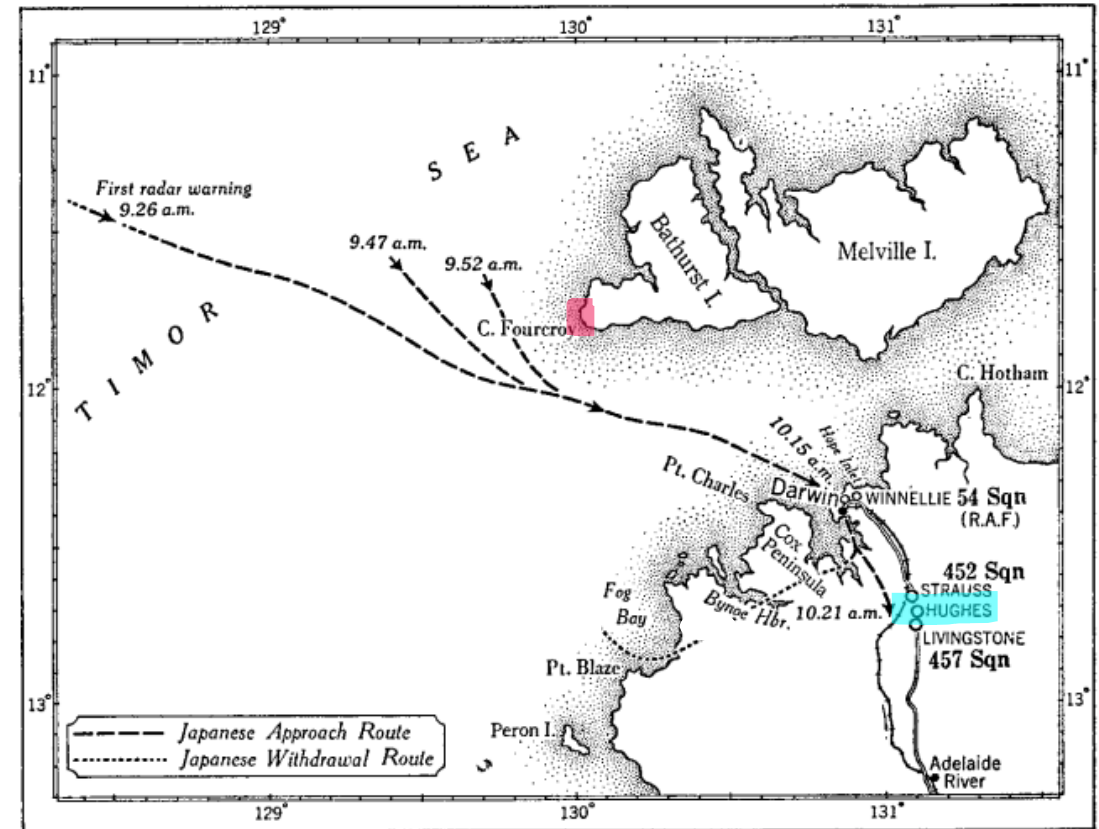 129° 130° 131°
11° 11°
S E A
First radar warning
9.26 a.m.
9.47 a.m.
9.52 a.m.
Bathurst I.
Melville I.
T I M O R
C. Fourcroy
12° 12°
C. Hotham
10.15 a.m.
Hope Inlet
Pt. Charles
Darwin
WINNELLIE 54 Sqn
(R.A.F.)
Cox
Peninsula
452 Sqn
STRAUSS
Fog
Bay
Bynoe Hbr.
10.21 a.m.
HUGHES
LIVINGSTONE
457 Sqn
Pt. Blaze
13° 13°
Peron I.
Japanese Approach Route
Japanese Withdrawal Route
Adelaide
River
129° 130° 131°